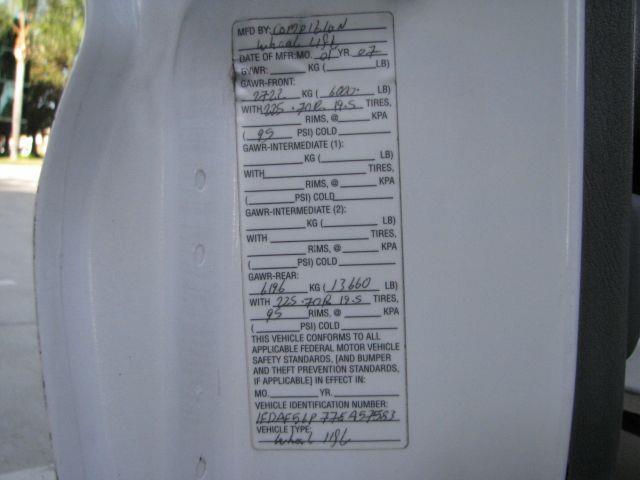 MFD BY:
Wheel lift
DATE OF MFR: MO. 01 YR. 07
GVWR: KG ( LB)
GAWR-FRONT:
2722 KG ( 6000 LB)
WITH 225 . 70R 19.5 TIRES,
RIMS, @ KPA
( 95 PSI) COLD
GAWR-INTERMEDIATE (1):
KG ( LB)
WITH TIRES,
RIMS, @ KPA
( PSI) COLD
GAWR-INTERMEDIATE (2):
KG ( LB)
WITH TIRES,
RIMS, @ KPA
( PSI) COLD
GAWR-REAR:
6196 KG ( 13660 LB)
WITH 225.70R 19.5 TIRES,
95 RIMS, @ KPA
( PSI) COLD
THIS VEHICLE CONFORMS TO ALL
APPLICABLE FEDERAL MOTOR VEHICLE
SAFETY STANDARDS, [AND BUMPER
AND THEFT PREVENTION STANDARDS,
IF APPLICABLE] IN EFFECT IN:
MO. YR.
VEHICLE IDENTIFICATION NUMBER:
VEHICLE TYPE:
Wheel lift